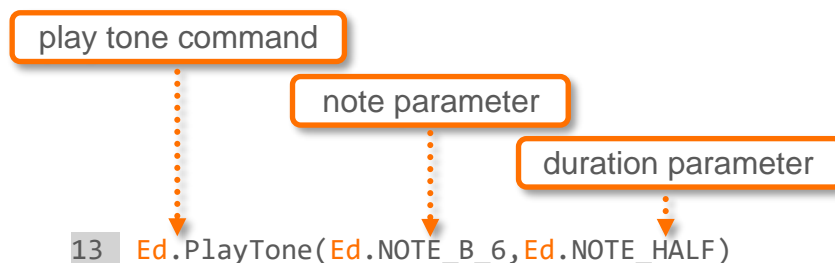 play tone command
note parameter
duration parameter
13 Ed.PlayTone(Ed.NOTE_B_6,Ed.NOTE_HALF)